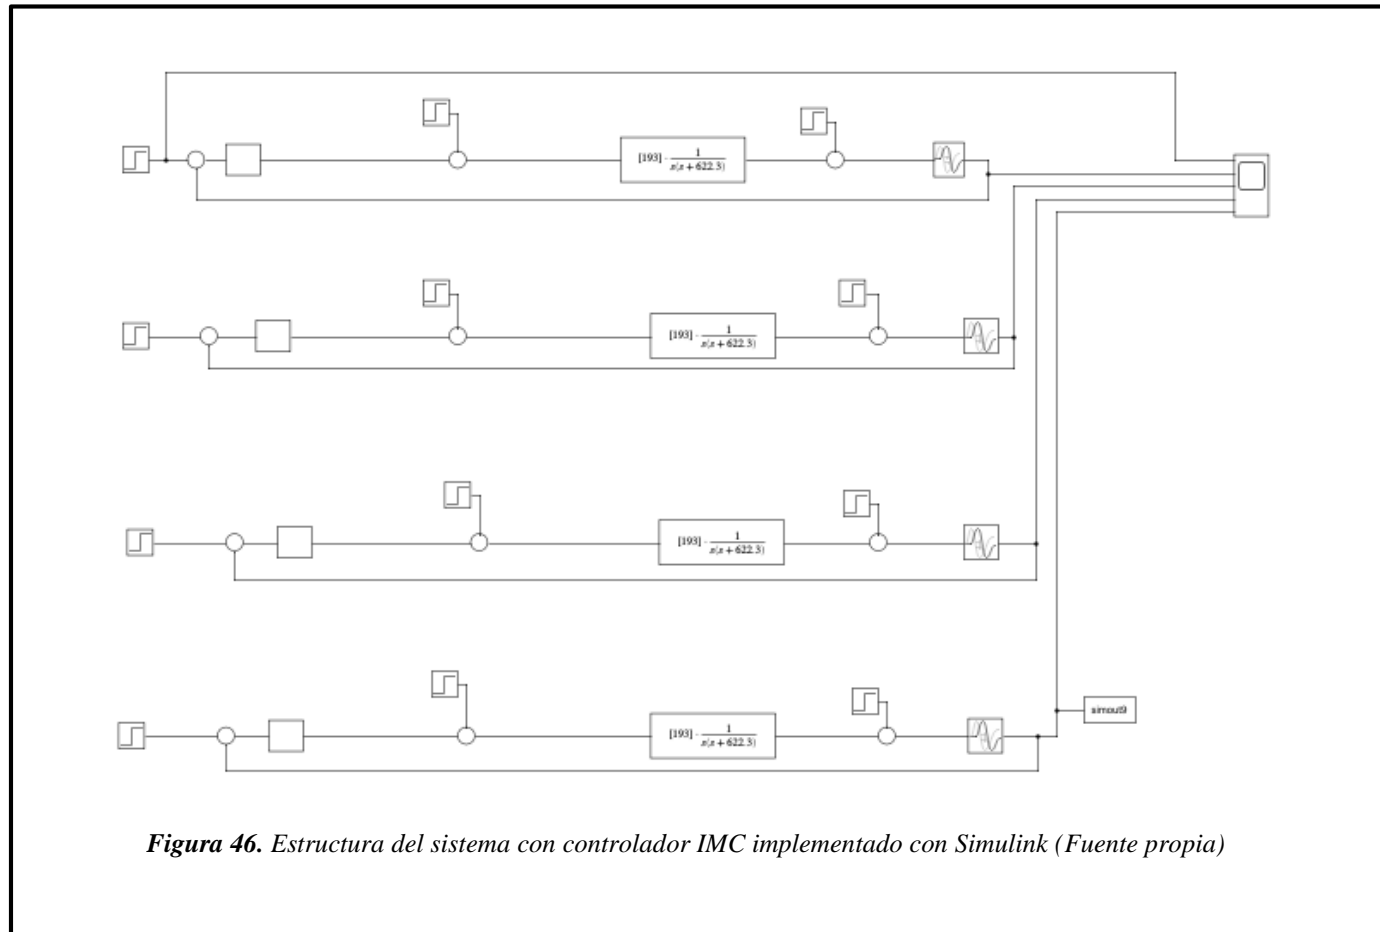 [193] · 1
s(s + 622.3)
[193] · 1
s(s + 622.3)
[193] · 1
s(s + 622.3)
[193] · 1
s(s + 622.3)
simout9
Figura 46. Estructura del sistema con controlador IMC implementado con Simulink (Fuente propia)